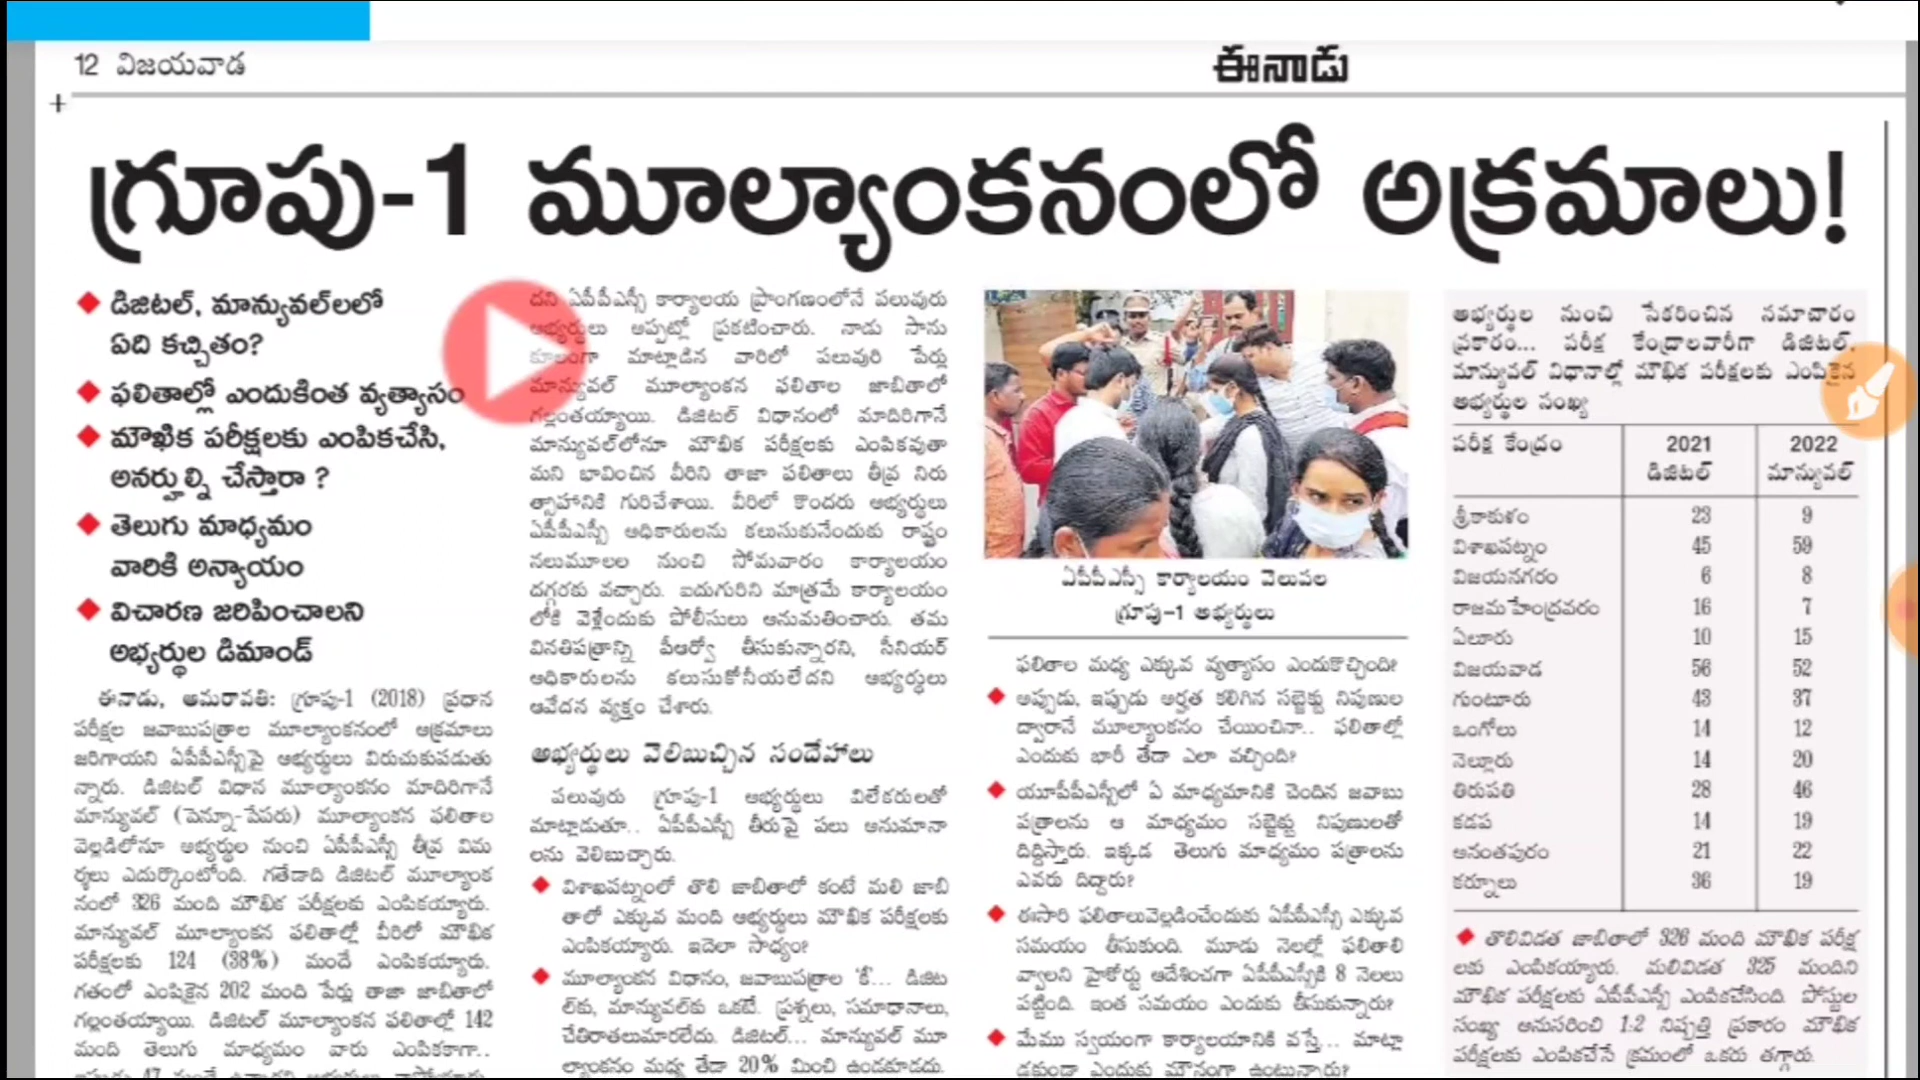 12 విజయవాడ
ఈనాడు
గ్రూపు-1 మూల్యాంకనంలో అక్రమాలు!
◆ డిజిటల్, మాన్యువల్‌లలో
ఏది కచ్చితం?
◆ ఫలితాల్లో ఎందుకింత వ్యత్యాసం
◆ మౌఖిక పరీక్షలకు ఎంపికచేసి,
అనర్హుల్ని చేస్తారా ?
◆ తెలుగు మాధ్యమం
వారికి అన్యాయం
◆ విచారణ జరిపించాలని
అభ్యర్థుల డిమాండ్
ఈనాడు, అమరావతి: గ్రూపు-1 (2018) ప్రధాన
పరీక్షల జవాబుపత్రాల మూల్యాంకనంలో అక్రమాలు
జరిగాయని ఏపీపీఎస్సీపై అభ్యర్థులు విరుచుకుపడుతు
న్నారు. డిజిటల్ విధాన మూల్యాంకనం మాదిరిగానే
మాన్యువల్ (పెన్నూ-పేపరు) మూల్యాంకన ఫలితాల
వెల్లడిలోనూ అభ్యర్థుల నుంచి ఏపీపీఎస్సీ తీవ్ర విమ
ర్శలు ఎదుర్కొంటోంది. గతేడాది డిజిటల్ మూల్యాంక
నంలో 326 మంది మౌఖిక పరీక్షలకు ఎంపికయ్యారు.
మాన్యువల్ మూల్యాంకన ఫలితాల్లో వీరిలో మౌఖిక
పరీక్షలకు 124 (38%) మందే ఎంపికయ్యారు.
గతంలో ఎంపికైన 202 మంది పేర్లు తాజా జాబితాలో
గల్లంతయ్యాయి. డిజిటల్ మూల్యాంకన ఫలితాల్లో 142
మంది తెలుగు మాధ్యమం వారు ఎంపికకాగా..
దని ఏపీపీఎస్సీ కార్యాలయ ప్రాంగణంలోనే పలువురు
అభ్యర్థులు అప్పట్లో ప్రకటించారు. నాడు సాను
కూలంగా మాట్లాడిన వారిలో పలువురి పేర్లు
మాన్యువల్ మూల్యాంకన ఫలితాల జాబితాలో
గల్లంతయ్యాయి. డిజిటల్ విధానంలో మాదిరిగానే
మాన్యువల్‌లోనూ మౌఖిక పరీక్షలకు ఎంపికవుతా
మని భావించిన వీరిని తాజా ఫలితాలు తీవ్ర నిరు
త్సాహానికి గురిచేశాయి. వీరిలో కొందరు అభ్యర్థులు
ఏపీపీఎస్సీ అధికారులను కలుసుకునేందుకు రాష్ట్రం
నలుమూలల నుంచి సోమవారం కార్యాలయం
దగ్గరకు వచ్చారు. ఐదుగురిని మాత్రమే కార్యాలయం
లోకి వెళ్లేందుకు పోలీసులు అనుమతించారు. తమ
వినతిపత్రాన్ని పీఆర్వో తీసుకున్నారని, సీనియర్
అధికారులను కలుసుకోనీయలేదని అభ్యర్థులు
ఆవేదన వ్యక్తం చేశారు.
అభ్యర్థులు వెలిబుచ్చిన సందేహాలు
పలువురు గ్రూపు-1 అభ్యర్థులు విలేకరులతో
మాట్లాడుతూ.. ఏపీపీఎస్సీ తీరుపై పలు అనుమానా
లను వెలిబుచ్చారు.
◆ విశాఖపట్నంలో తొలి జాబితాలో కంటే మలి జాబి
తాలో ఎక్కువ మంది అభ్యర్థులు మౌఖిక పరీక్షలకు
ఎంపికయ్యారు. ఇదెలా సాధ్యం?
◆ మూల్యాంకన విధానం, జవాబుపత్రాల ‘కీ’... డిజిట
ల్‌కు, మాన్యువల్‌కు ఒకటే. ప్రశ్నలు, సమాధానాలు,
చేతిరాతలుమారలేదు. డిజిటల్... మాన్యువల్ మూ
ల్యాంకనం మధ్య తేడా 20% మించి ఉండకూడదు.
ఏపీపీఎస్సీ కార్యాలయం వెలుపల
గ్రూపు-1 అభ్యర్థులు
ఫలితాల మధ్య ఎక్కువ వ్యత్యాసం ఎందుకొచ్చింది?
◆ అప్పుడు, ఇప్పుడు అర్హత కలిగిన సబ్జెక్టు నిపుణుల
ద్వారానే మూల్యాంకనం చేయించినా.. ఫలితాల్లో
ఎందుకు భారీ తేడా ఎలా వచ్చింది?
◆ యూపీపీఎస్సీలో ఏ మాధ్యమానికి చెందిన జవాబు
పత్రాలను ఆ మాధ్యమం సబ్జెక్టు నిపుణులతో
దిద్దిస్తారు. ఇక్కడ తెలుగు మాధ్యమం పత్రాలను
ఎవరు దిద్దారు?
◆ ఈసారి ఫలితాలువెల్లడించేందుకు ఏపీపీఎస్సీ ఎక్కువ
సమయం తీసుకుంది. మూడు నెలల్లో ఫలితాలి
వ్వాలని హైకోర్టు ఆదేశించగా ఏపీపీఎస్సీకి 8 నెలలు
పట్టింది. ఇంత సమయం ఎందుకు తీసుకున్నారు?
◆ మేము స్వయంగా కార్యాలయానికి వస్తే... మాట్లా
డకుండా ఎందుకు మౌనంగా ఉంటున్నారు?
అభ్యర్థుల నుంచి సేకరించిన సమాచారం
ప్రకారం... పరీక్ష కేంద్రాలవారీగా డిజిటల్,
మాన్యువల్ విధానాల్లో మౌఖిక పరీక్షలకు ఎంపికైన
అభ్యర్థుల సంఖ్య
పరీక్ష కేంద్రం 2021 2022
డిజిటల్ మాన్యువల్
శ్రీకాకుళం 23 9
విశాఖపట్నం 45 59
విజయనగరం 6 8
రాజమహేంద్రవరం 16 7
ఏలూరు 10 15
విజయవాడ 56 52
గుంటూరు 43 37
ఒంగోలు 14 12
నెల్లూరు 14 20
తిరుపతి 28 46
కడప 14 19
అనంతపురం 21 22
కర్నూలు 36 19
◆ తొలివిడత జాబితాలో 326 మంది మౌఖిక పరీక్ష
లకు ఎంపికయ్యారు. మలివిడత 325 మందిని
మౌఖిక పరీక్షలకు ఏపీపీఎస్సీ ఎంపికచేసింది. పోస్టుల
సంఖ్య అనుసరించి 1:2 నిష్పత్తి ప్రకారం మౌఖిక
పరీక్షలకు ఎంపికచేసే క్రమంలో ఒకరు తగ్గారు.